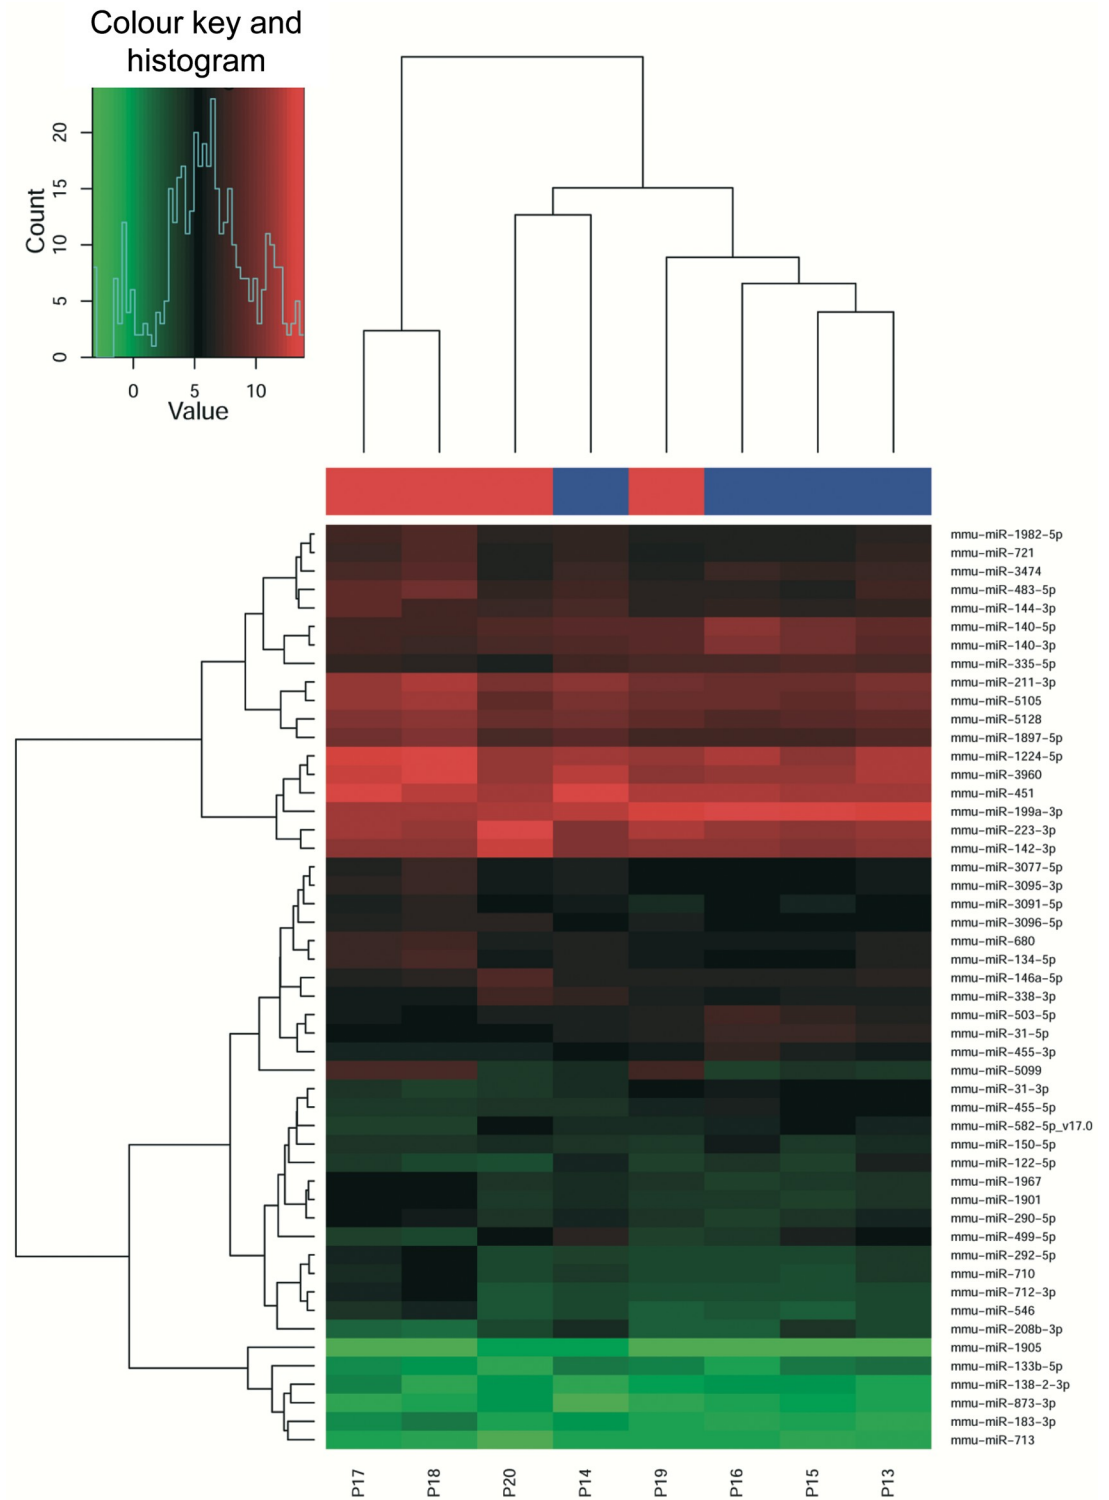 Colour key and
histogram
20
15
10
5
0
Count
0 5 10
Value
mmu-miR-1982-5p
mmu-miR-721
mmu-miR-3474
mmu-miR-483-5p
mmu-miR-144-3p
mmu-miR-140-5p
mmu-miR-140-3p
mmu-miR-335-5p
mmu-miR-211-3p
mmu-miR-5105
mmu-miR-5128
mmu-miR-1897-5p
mmu-miR-1224-5p
mmu-miR-3960
mmu-miR-451
mmu-miR-199a-3p
mmu-miR-223-3p
mmu-miR-142-3p
mmu-miR-3077-5p
mmu-miR-3095-3p
mmu-miR-3091-5p
mmu-miR-3096-5p
mmu-miR-680
mmu-miR-134-5p
mmu-miR-146a-5p
mmu-miR-338-3p
mmu-miR-503-5p
mmu-miR-31-5p
mmu-miR-455-3p
mmu-miR-5099
mmu-miR-31-3p
mmu-miR-455-5p
mmu-miR-582-5p_v17.0
mmu-miR-150-5p
mmu-miR-122-5p
mmu-miR-1967
mmu-miR-1901
mmu-miR-290-5p
mmu-miR-499-5p
mmu-miR-292-5p
mmu-miR-710
mmu-miR-712-3p
mmu-miR-546
mmu-miR-208b-3p
mmu-miR-1905
mmu-miR-133b-5p
mmu-miR-138-2-3p
mmu-miR-873-3p
mmu-miR-183-3p
mmu-miR-713
P17 P18 P20 P14 P19 P16 P15 P13